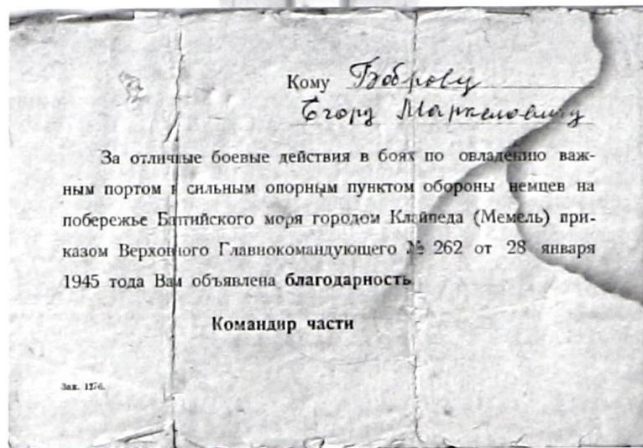 Кому Боброву
Егору Маркеловичу
За отличные боевые действия в боях по овладению важ-
ным портом и сильным опорным пунктом обороны немцев на
побережье Балтийского моря городом Клайпеда (Мемель) при-
казом Верховного Главнокомандующего № 262 от 28 января
1945 года Вам объявлена благодарность
Командир части
Зак. 1276.